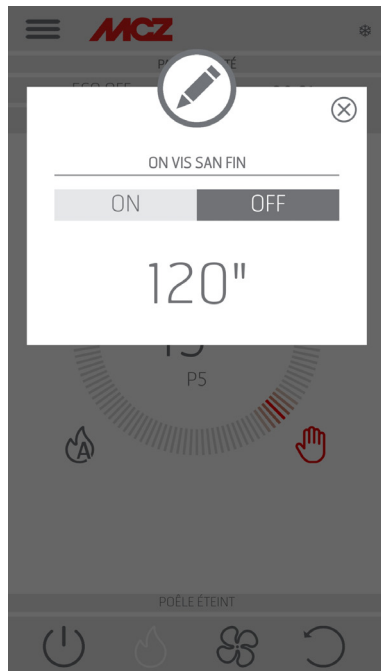 MCZ
ON VIS SAN FIN
ON OFF
120"
P5
A
POÊLE ÉTEINT